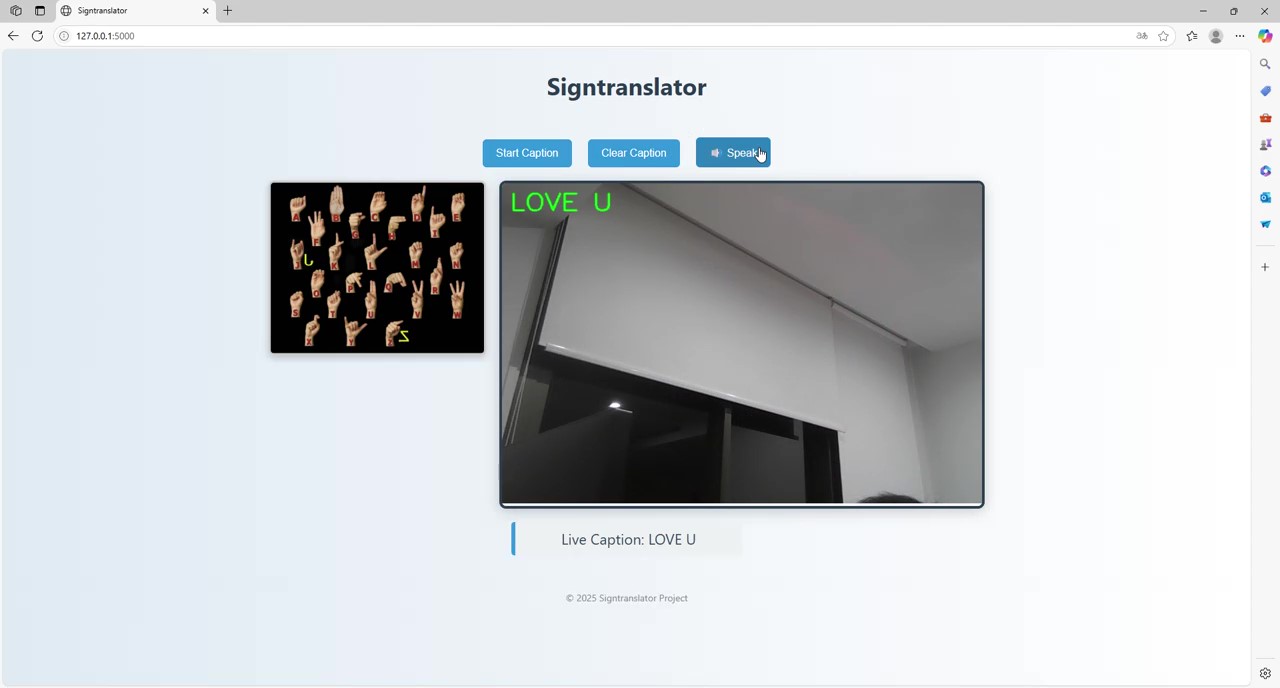 Signtranslator
127.0.0.1:5000
Signtranslator
Start Caption
Clear Caption
Speak
A B C D E
F G H I
J J K L M N
O P Q R
S T U V W
X Y Z Z
LOVE U
Live Caption: LOVE U
© 2025 Signtranslator Project